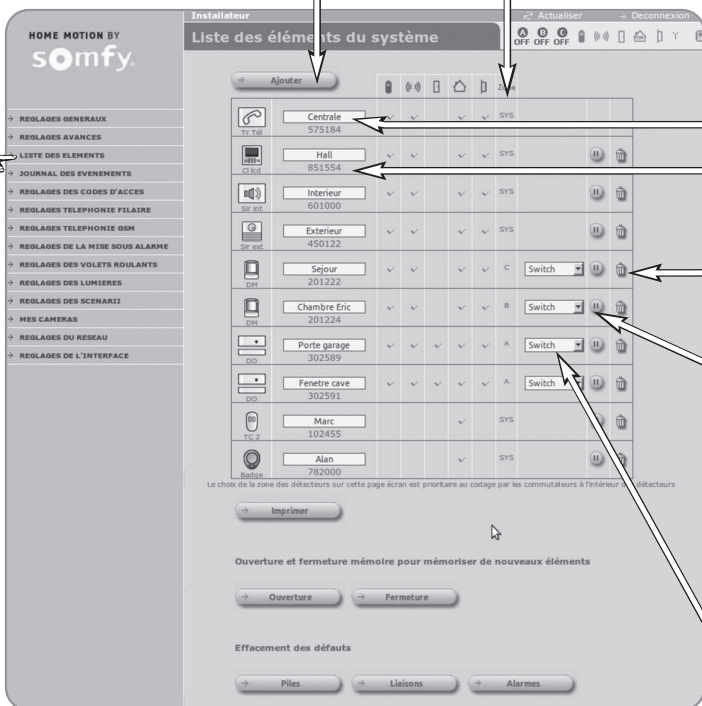 Installateur
Actualiser
Deconnexion
HOME MOTION BY
somfy.
Liste des éléments du système
A B C
OFF OFF OFF
Ajouter
REGLAGES GENERAUX
REGLAGES AVANCES
LISTE DES ELEMENTS
JOURNAL DES EVENEMENTS
REGLAGES DES CODES D'ACCES
REGLAGES TELEPHONIE FILAIRE
REGLAGES TELEPHONIE GSM
REGLAGES DE LA MISE SOUS ALARME
REGLAGES DES VOLETS ROULANTS
REGLAGES DES LUMIERES
REGLAGES DES SCENARII
MES CAMERAS
REGLAGES DU RESEAU
REGLAGES DE L'INTERFACE
Centrale SYS
Tr Tél 575184
Hall SYS
Cl lcd 851554
Interieur SYS
Sir int 601000
Exterieur SYS
Sir ext 450122
Sejour C Switch
DM 201222
Chambre Eric B Switch
DM 201224
Porte garage A Switch
DO 302589
Fenetre cave A Switch
DO 302591
Marc SYS
TC 2 102455
Alan SYS
Badge 782000
Le choix de la zone des détecteurs sur cette page écran est prioritaire au codage par les commutateurs à l'intérieur détecteurs
Imprimer
Ouverture et fermeture mémoire pour mémoriser de nouveaux éléments
Ouverture Fermeture
Effacement des défauts
Piles Liaisons Alarmes